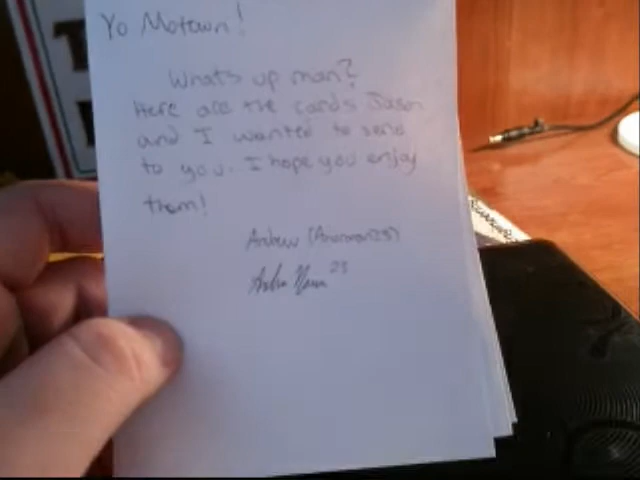 Yo Motown!
Whats up man?
Here are the cards Jason
and I wanted to send
to you. I hope you enjoy
them!
Andrew
23